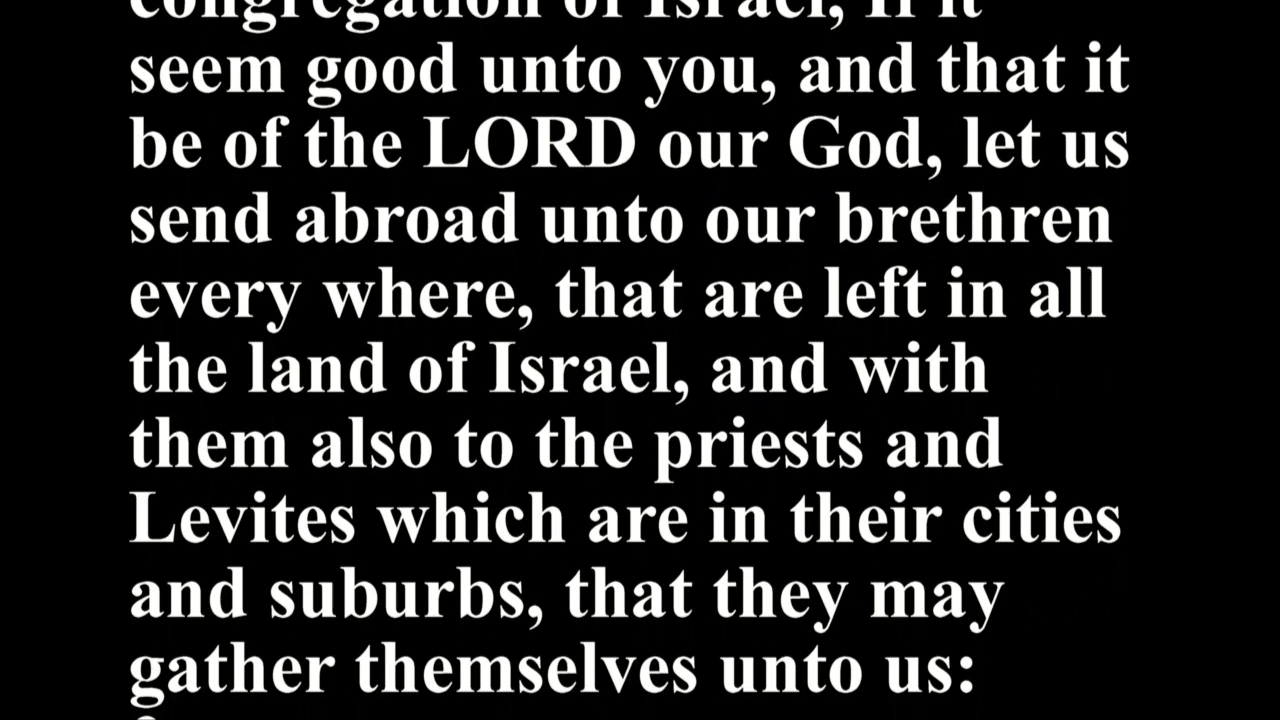 congregation of Israel, If it
seem good unto you, and that it
be of the LORD our God, let us
send abroad unto our brethren
every where, that are left in all
the land of Israel, and with
them also to the priests and
Levites which are in their cities
and suburbs, that they may
gather themselves unto us: